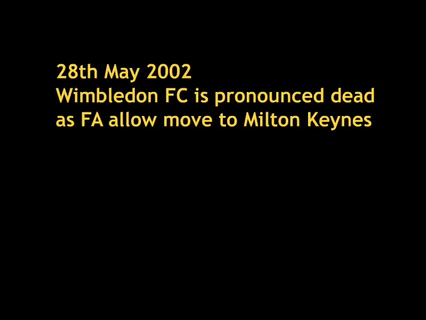 28th May 2002
Wimbledon FC is pronounced dead
as FA allow move to Milton Keynes